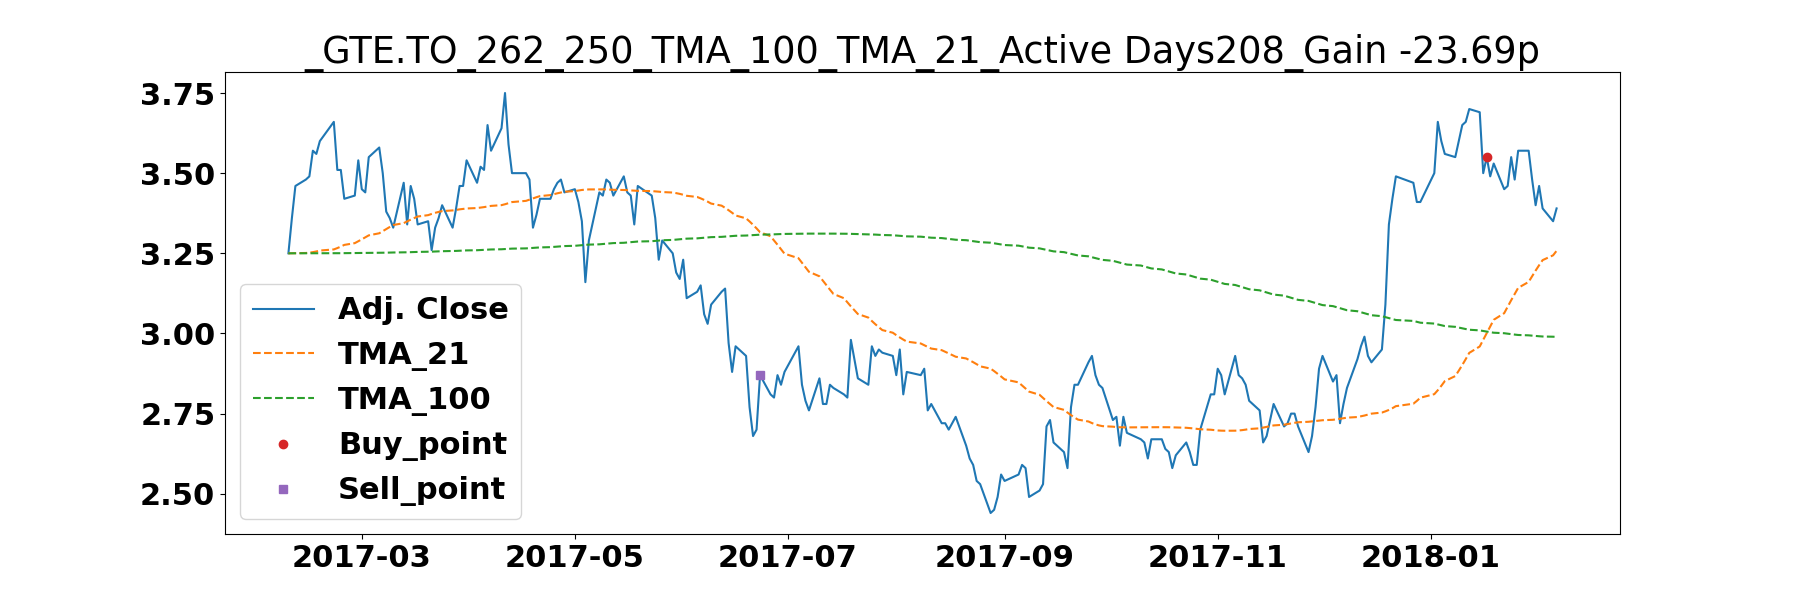 _GTE.TO_262_250_TMA_100_TMA_21_Active Days208_Gain -23.69p
3.75
3.50
3.25
3.00
2.75
2.50
Adj. Close
TMA_21
TMA_100
Buy_point
Sell_point
2017-03 2017-05 2017-07 2017-09 2017-11 2018-01